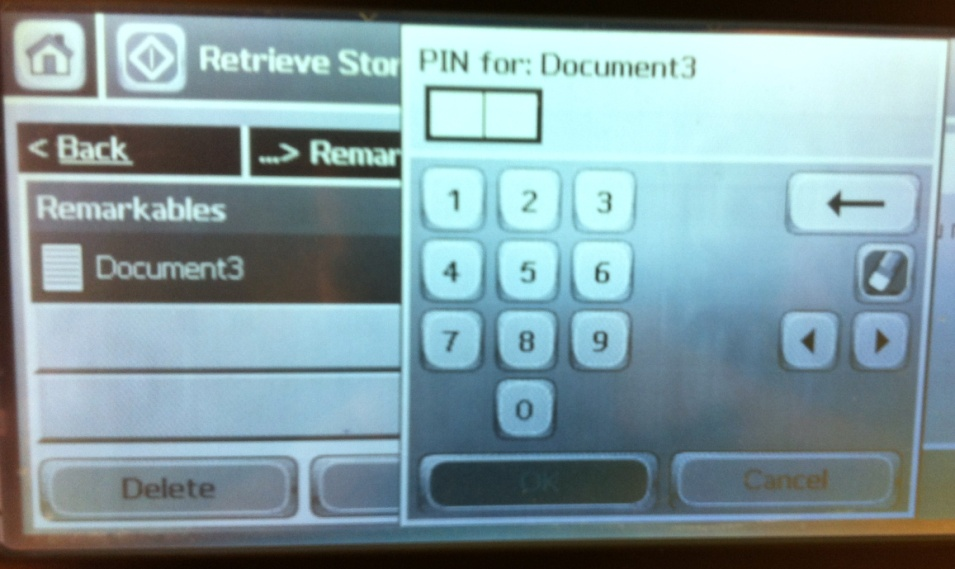 Retrieve Stor
PIN for: Document3
< Back
...> Remar
Remarkables
Document3
1 2 3
4 5 6
7 8 9
0
Delete
OK
Cancel